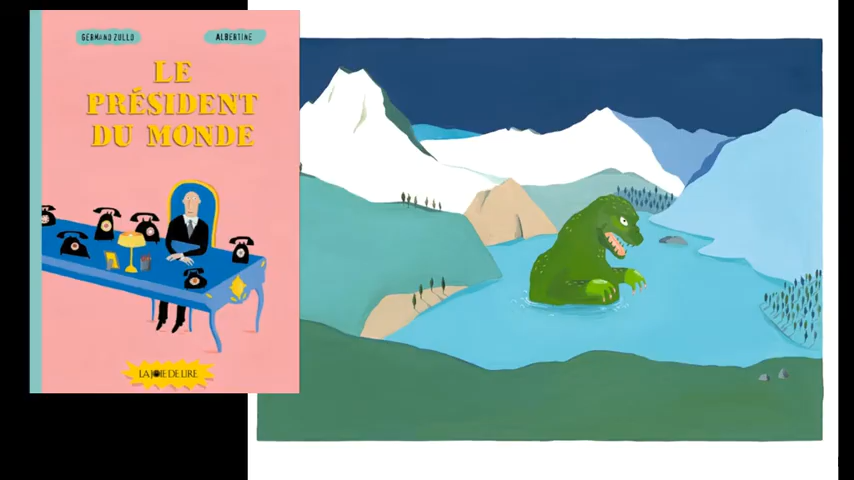 GERMANO ZULLO
ALBERTINE
LE
PRÉSIDENT
DU MONDE
LA JOIE DE LIRE